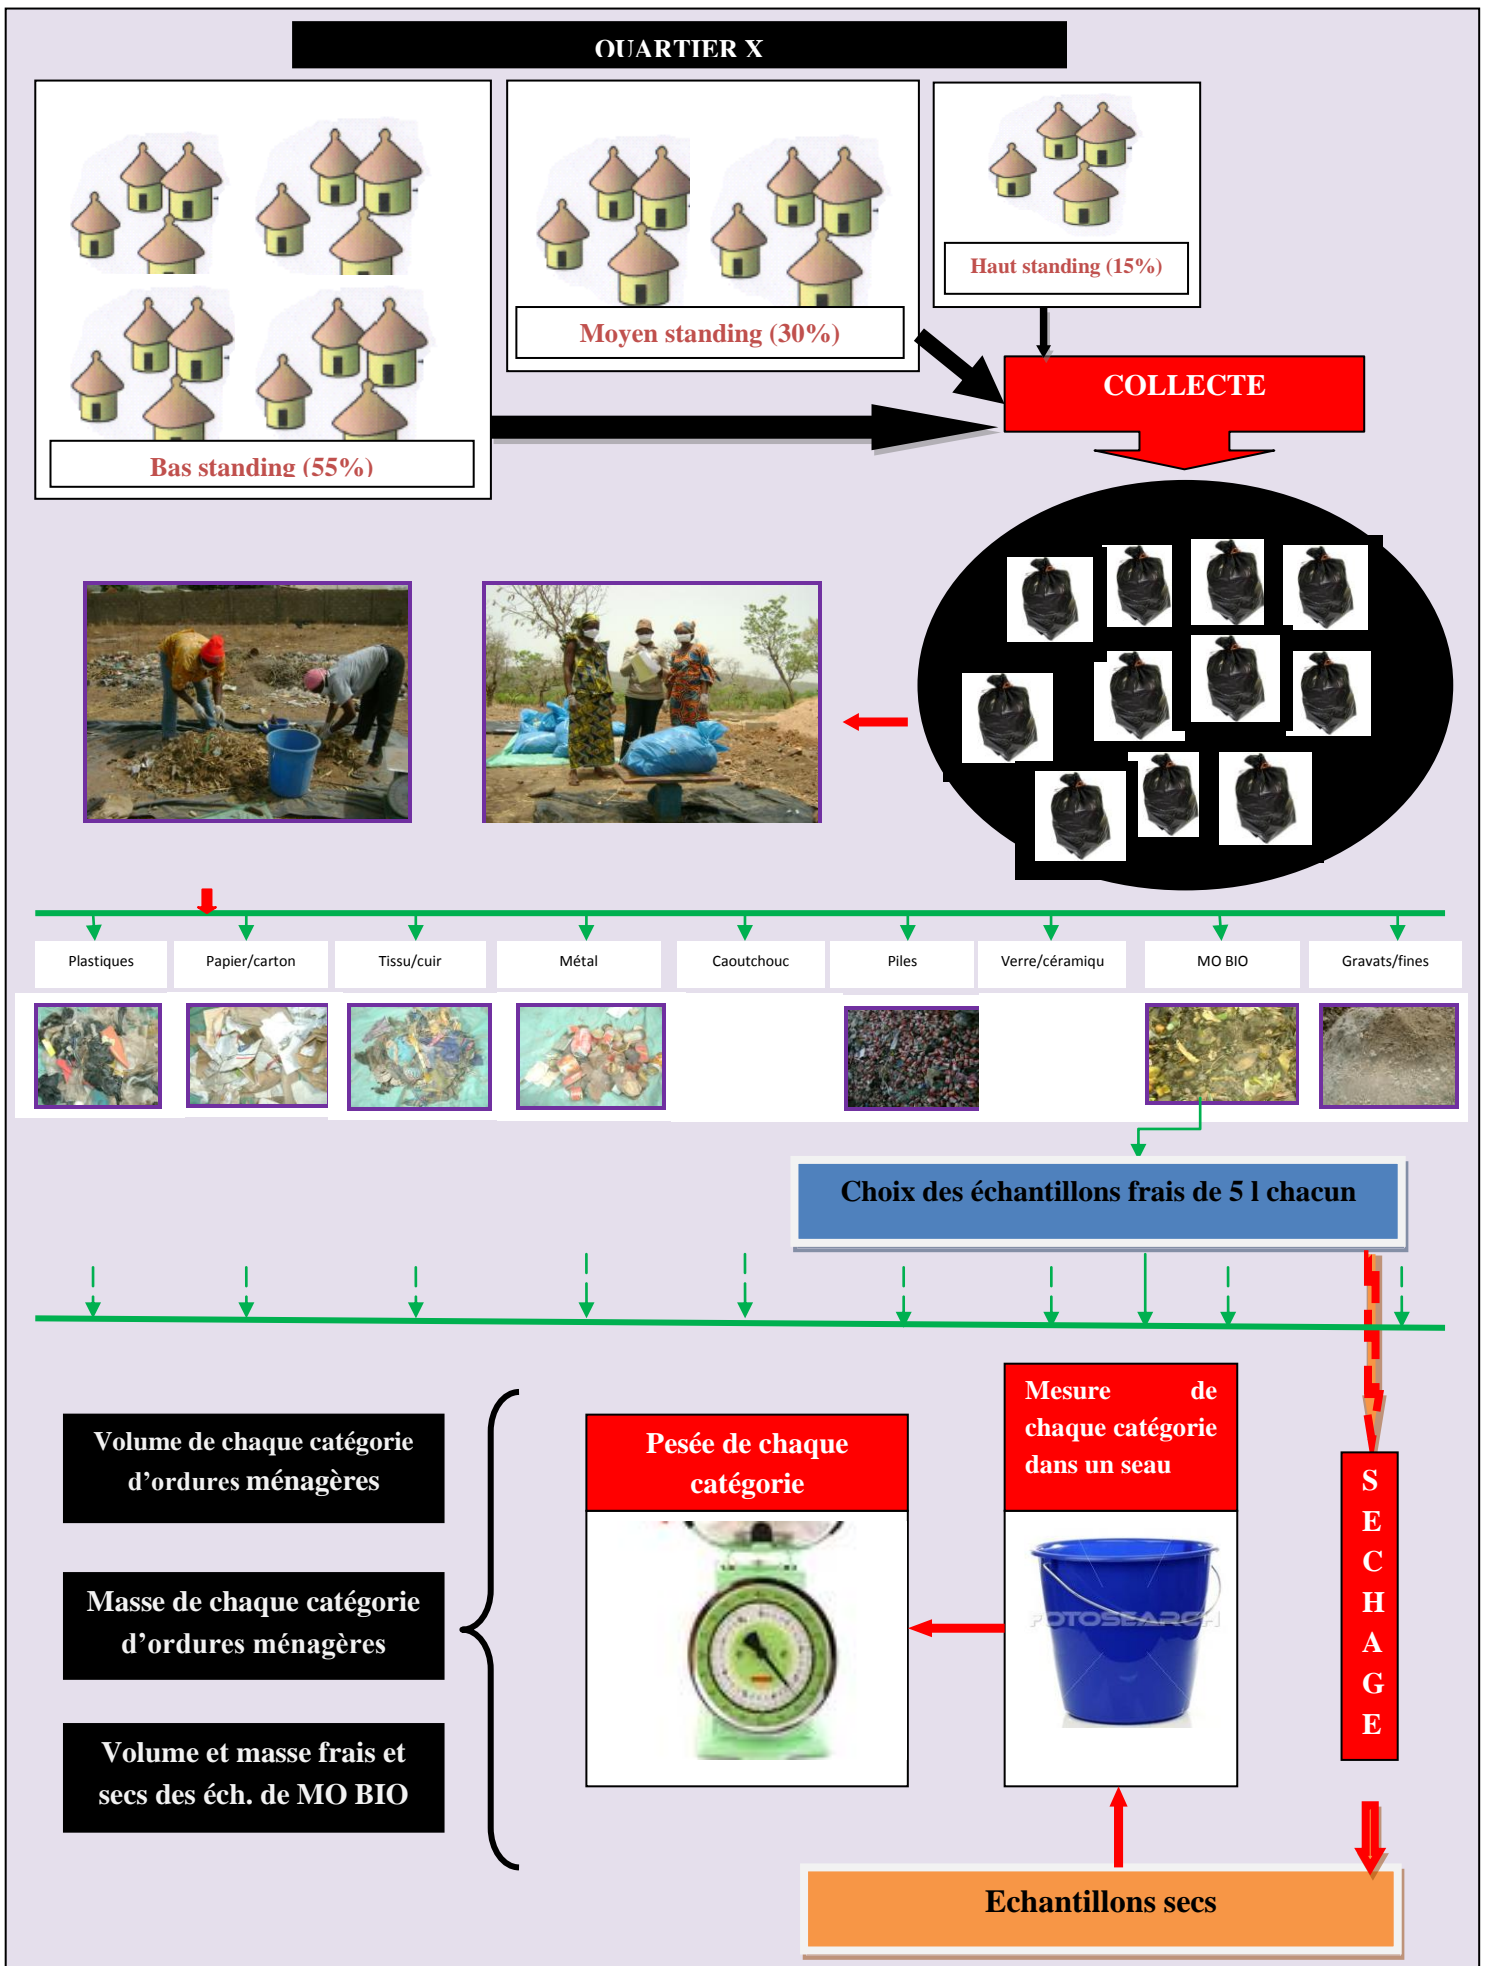 QUARTIER X
Bas standing (55%)
Moyen standing (30%)
Haut standing (15%)
COLLECTE
Plastiques
Papier/carton
Tissu/cuir
Métal
Caoutchouc
Piles
Verre/céramiqu
MO BIO
Gravats/fines
Choix des échantillons frais de 5 l chacun
Volume de chaque catégorie
d’ordures ménagères
Masse de chaque catégorie
d’ordures ménagères
Volume et masse frais et
secs des éch. de MO BIO
Pesée de chaque
catégorie
Mesure de
chaque catégorie
dans un seau
FOTOSEARCH
S
E
C
H
A
G
E
Echantillons secs